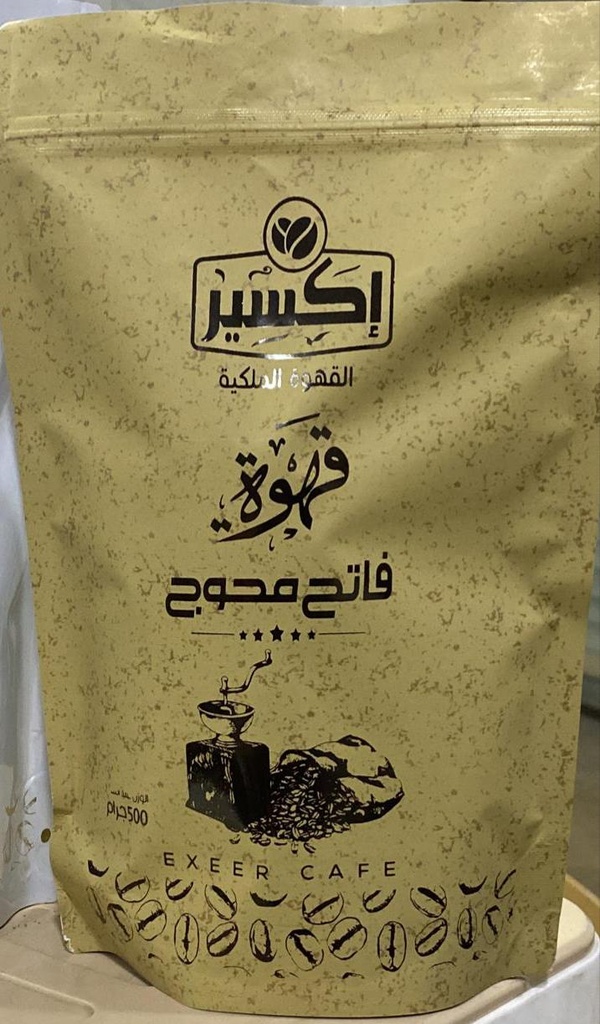 إكسير
القهوة الملكية
قهوة
فاتح محوج
500جرام
EXEER CAFE